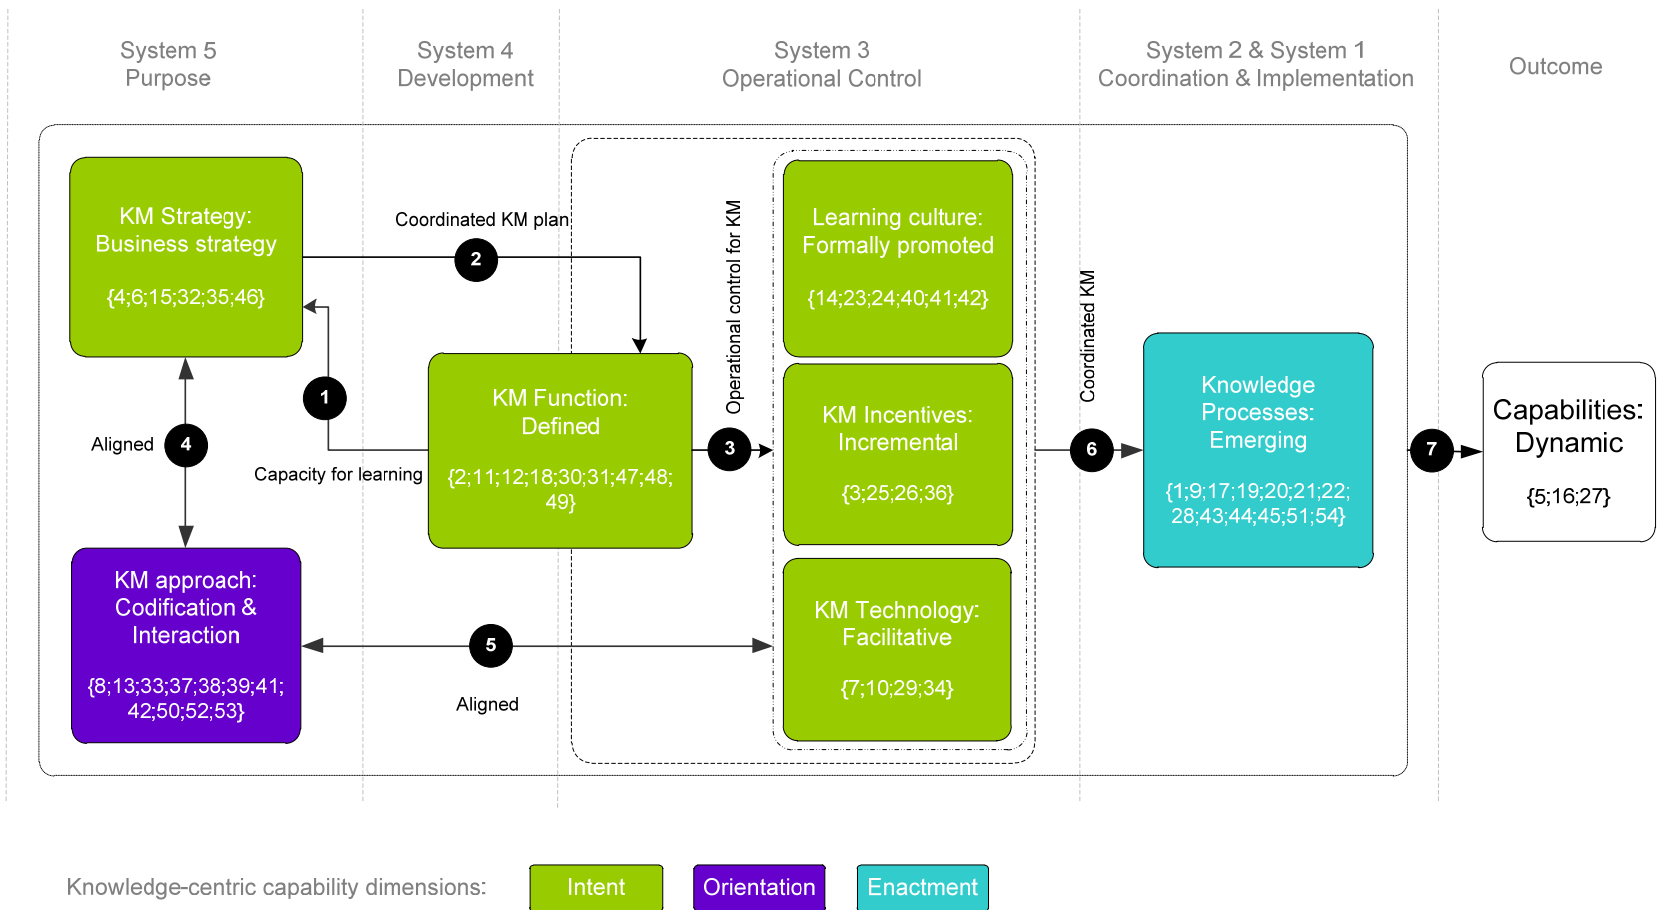 System 5
Purpose
System 4
Development
System 3
Operational Control
System 2 & System 1
Coordination & Implementation
Outcome
KM Strategy:
Business strategy
{4;6;15;32;35;46}
Coordinated KM plan
2
1
Capacity for learning
Aligned
4
KM Function:
Defined
{2;11;12;18;30;31;47;48;
49}
Operational control for KM
3
Learning culture:
Formally promoted
{14;23;24;40;41;42}
KM Incentives:
Incremental
{3;25;26;36}
KM Technology:
Facilitative
{7;10;29;34}
KM approach:
Codification &
Interaction
{8;13;33;37;38;39;41;
42;50;52;53}
5
Aligned
Coordinated KM
6
Knowledge
Processes:
Emerging
{1;9;17;19;20;21;22;
28;43;44;45;51;54}
7
Capabilities:
Dynamic
{5;16;27}
Knowledge-centric capability dimensions:
Intent
Orientation
Enactment